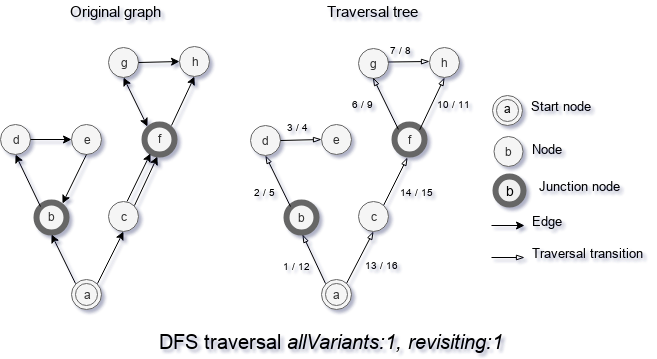 Original graph
Traversal tree
g
h
7 / 8
g
h
6 / 9
10 / 11
a
Start node
d
e
f
d
3 / 4
e
f
b
Node
2 / 5
14 / 15
b
Junction node
b
c
b
c
Edge
1 / 12
13 / 16
Traversal transition
a
a
DFS traversal allVariants:1, revisiting:1